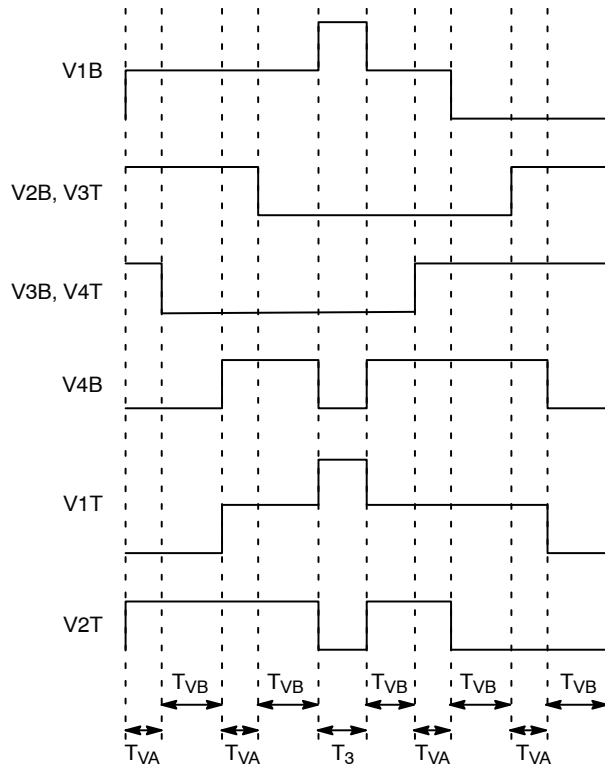 V1B
V2B, V3T
V3B, V4T
V4B
V1T
V2T
TVB TVB TVB TVB TVB
TVA TVA T3 TVA TVA